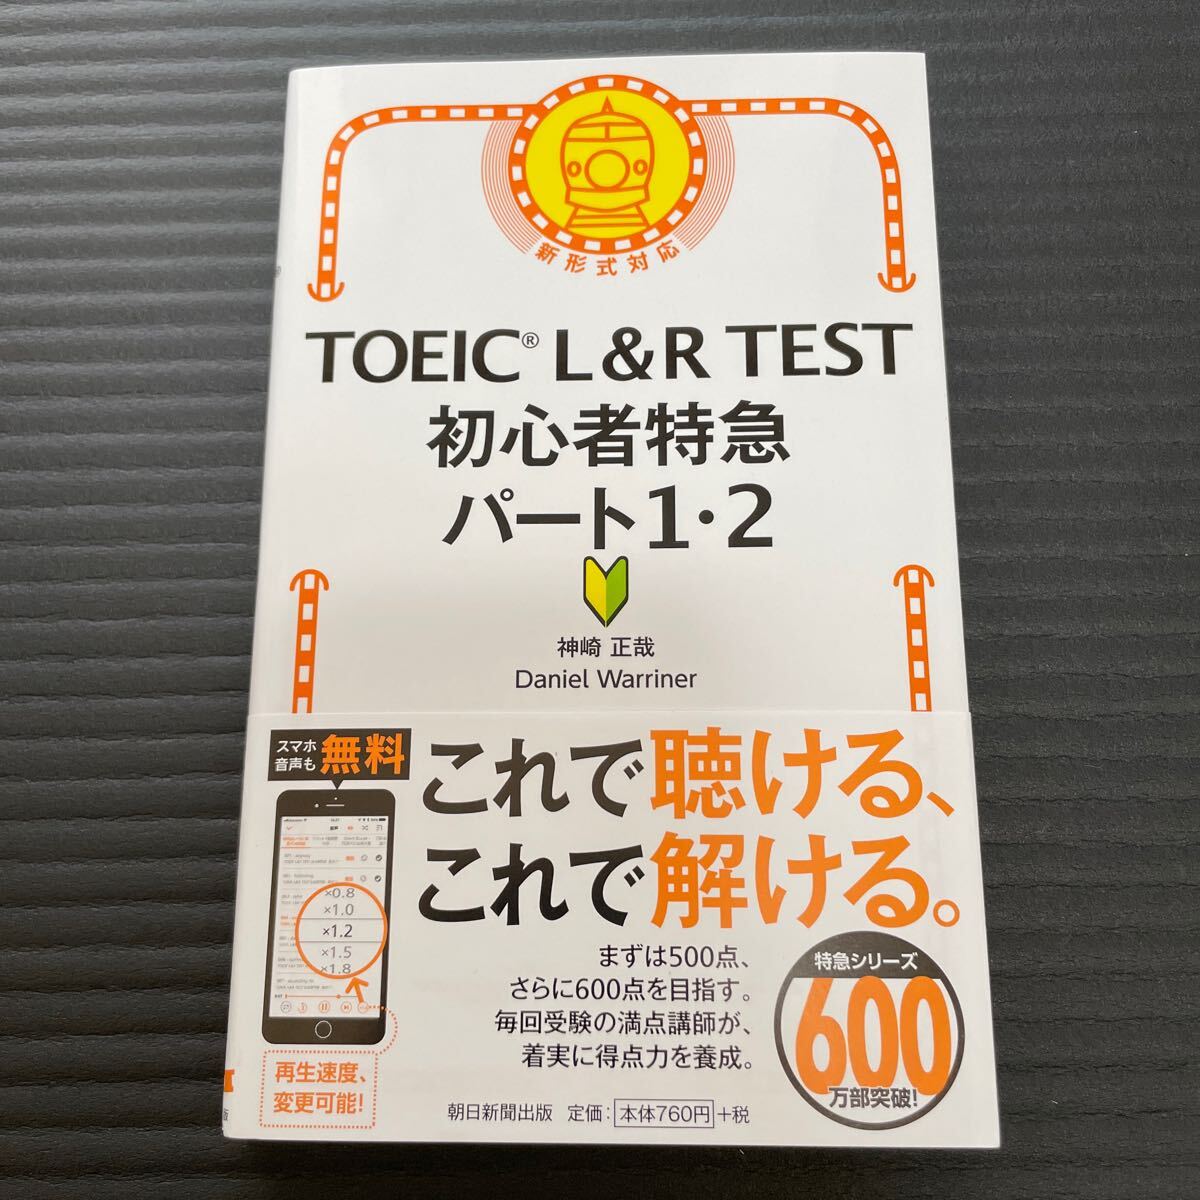 新形式対応
TOEIC® L&R TEST
初心者特急
パート1・2
神崎 正哉
Daniel Warriner
スマホ
音声も
無料
これで聴ける、
これで解ける。
×0.8
×1.0
×1.2
×1.5
×1.8
再生速度、
変更可能!
まずは500点、
さらに600点を目指す。
毎回受験の満点講師が、
着実に得点力を養成。
特急シリーズ
600
万部突破!
朝日新聞出版 定価:本体760円+税